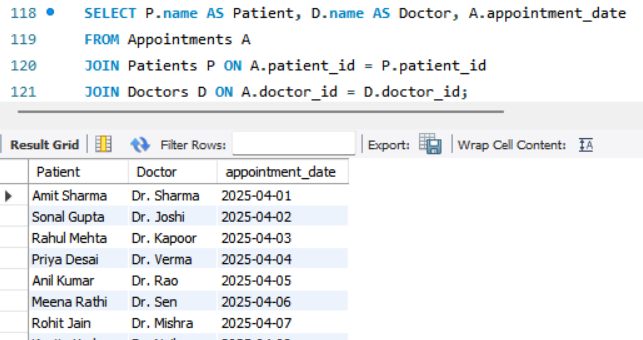 118 SELECT P.name AS Patient, D.name AS Doctor, A.appointment_date
119 FROM Appointments A
120 JOIN Patients P ON A.patient_id = P.patient_id
121 JOIN Doctors D ON A.doctor_id = D.doctor_id;
Result Grid Filter Rows: Export: Wrap Cell Content:
Patient Doctor appointment_date
Amit Sharma Dr. Sharma 2025-04-01
Sonal Gupta Dr. Joshi 2025-04-02
Rahul Mehta Dr. Kapoor 2025-04-03
Priya Desai Dr. Verma 2025-04-04
Anil Kumar Dr. Rao 2025-04-05
Meena Rathi Dr. Sen 2025-04-06
Rohit Jain Dr. Mishra 2025-04-07